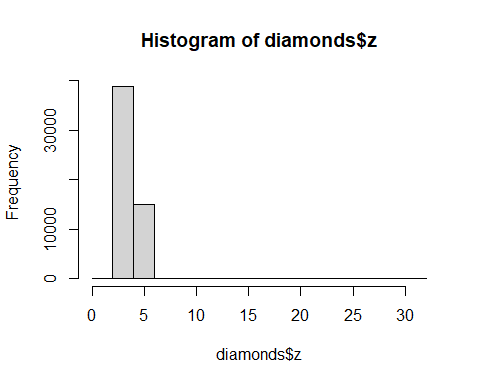 Histogram of diamonds$z
Frequency
30000
10000
0
0 5 10 15 20 25 30
diamonds$z